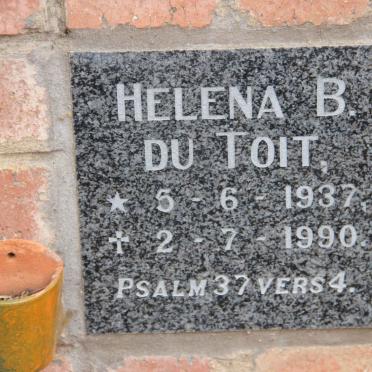 HELENA B.
DU TOIT,
★ 5 - 6 - 1937.
✝ 2 - 7 - 1990.
PSALM 37 VERS 4.